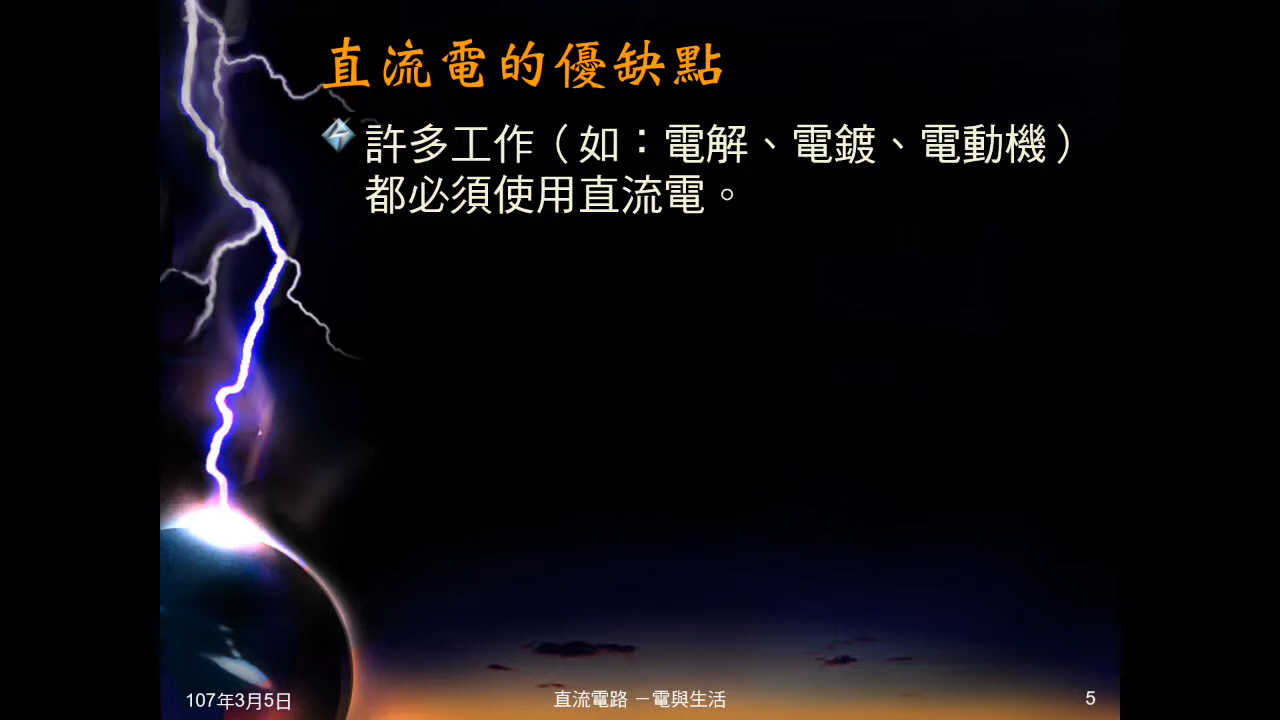 直流電的優缺點
許多工作（如：電解、電鍍、電動機）
都必須使用直流電。
107年3月5日
直流電路 －電與生活
5